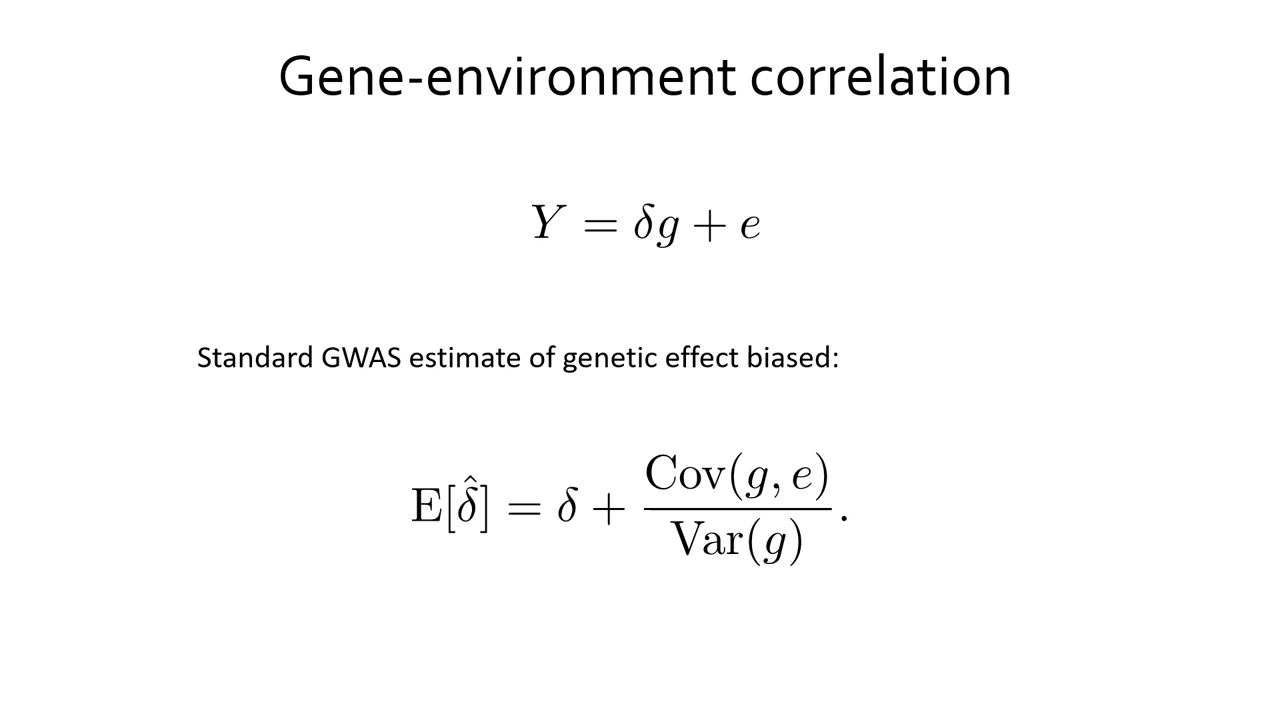 Gene-environment correlation
Y = δg + e
Standard GWAS estimate of genetic effect biased:
E[δ̂] = δ + Cov(g, e) / Var(g).